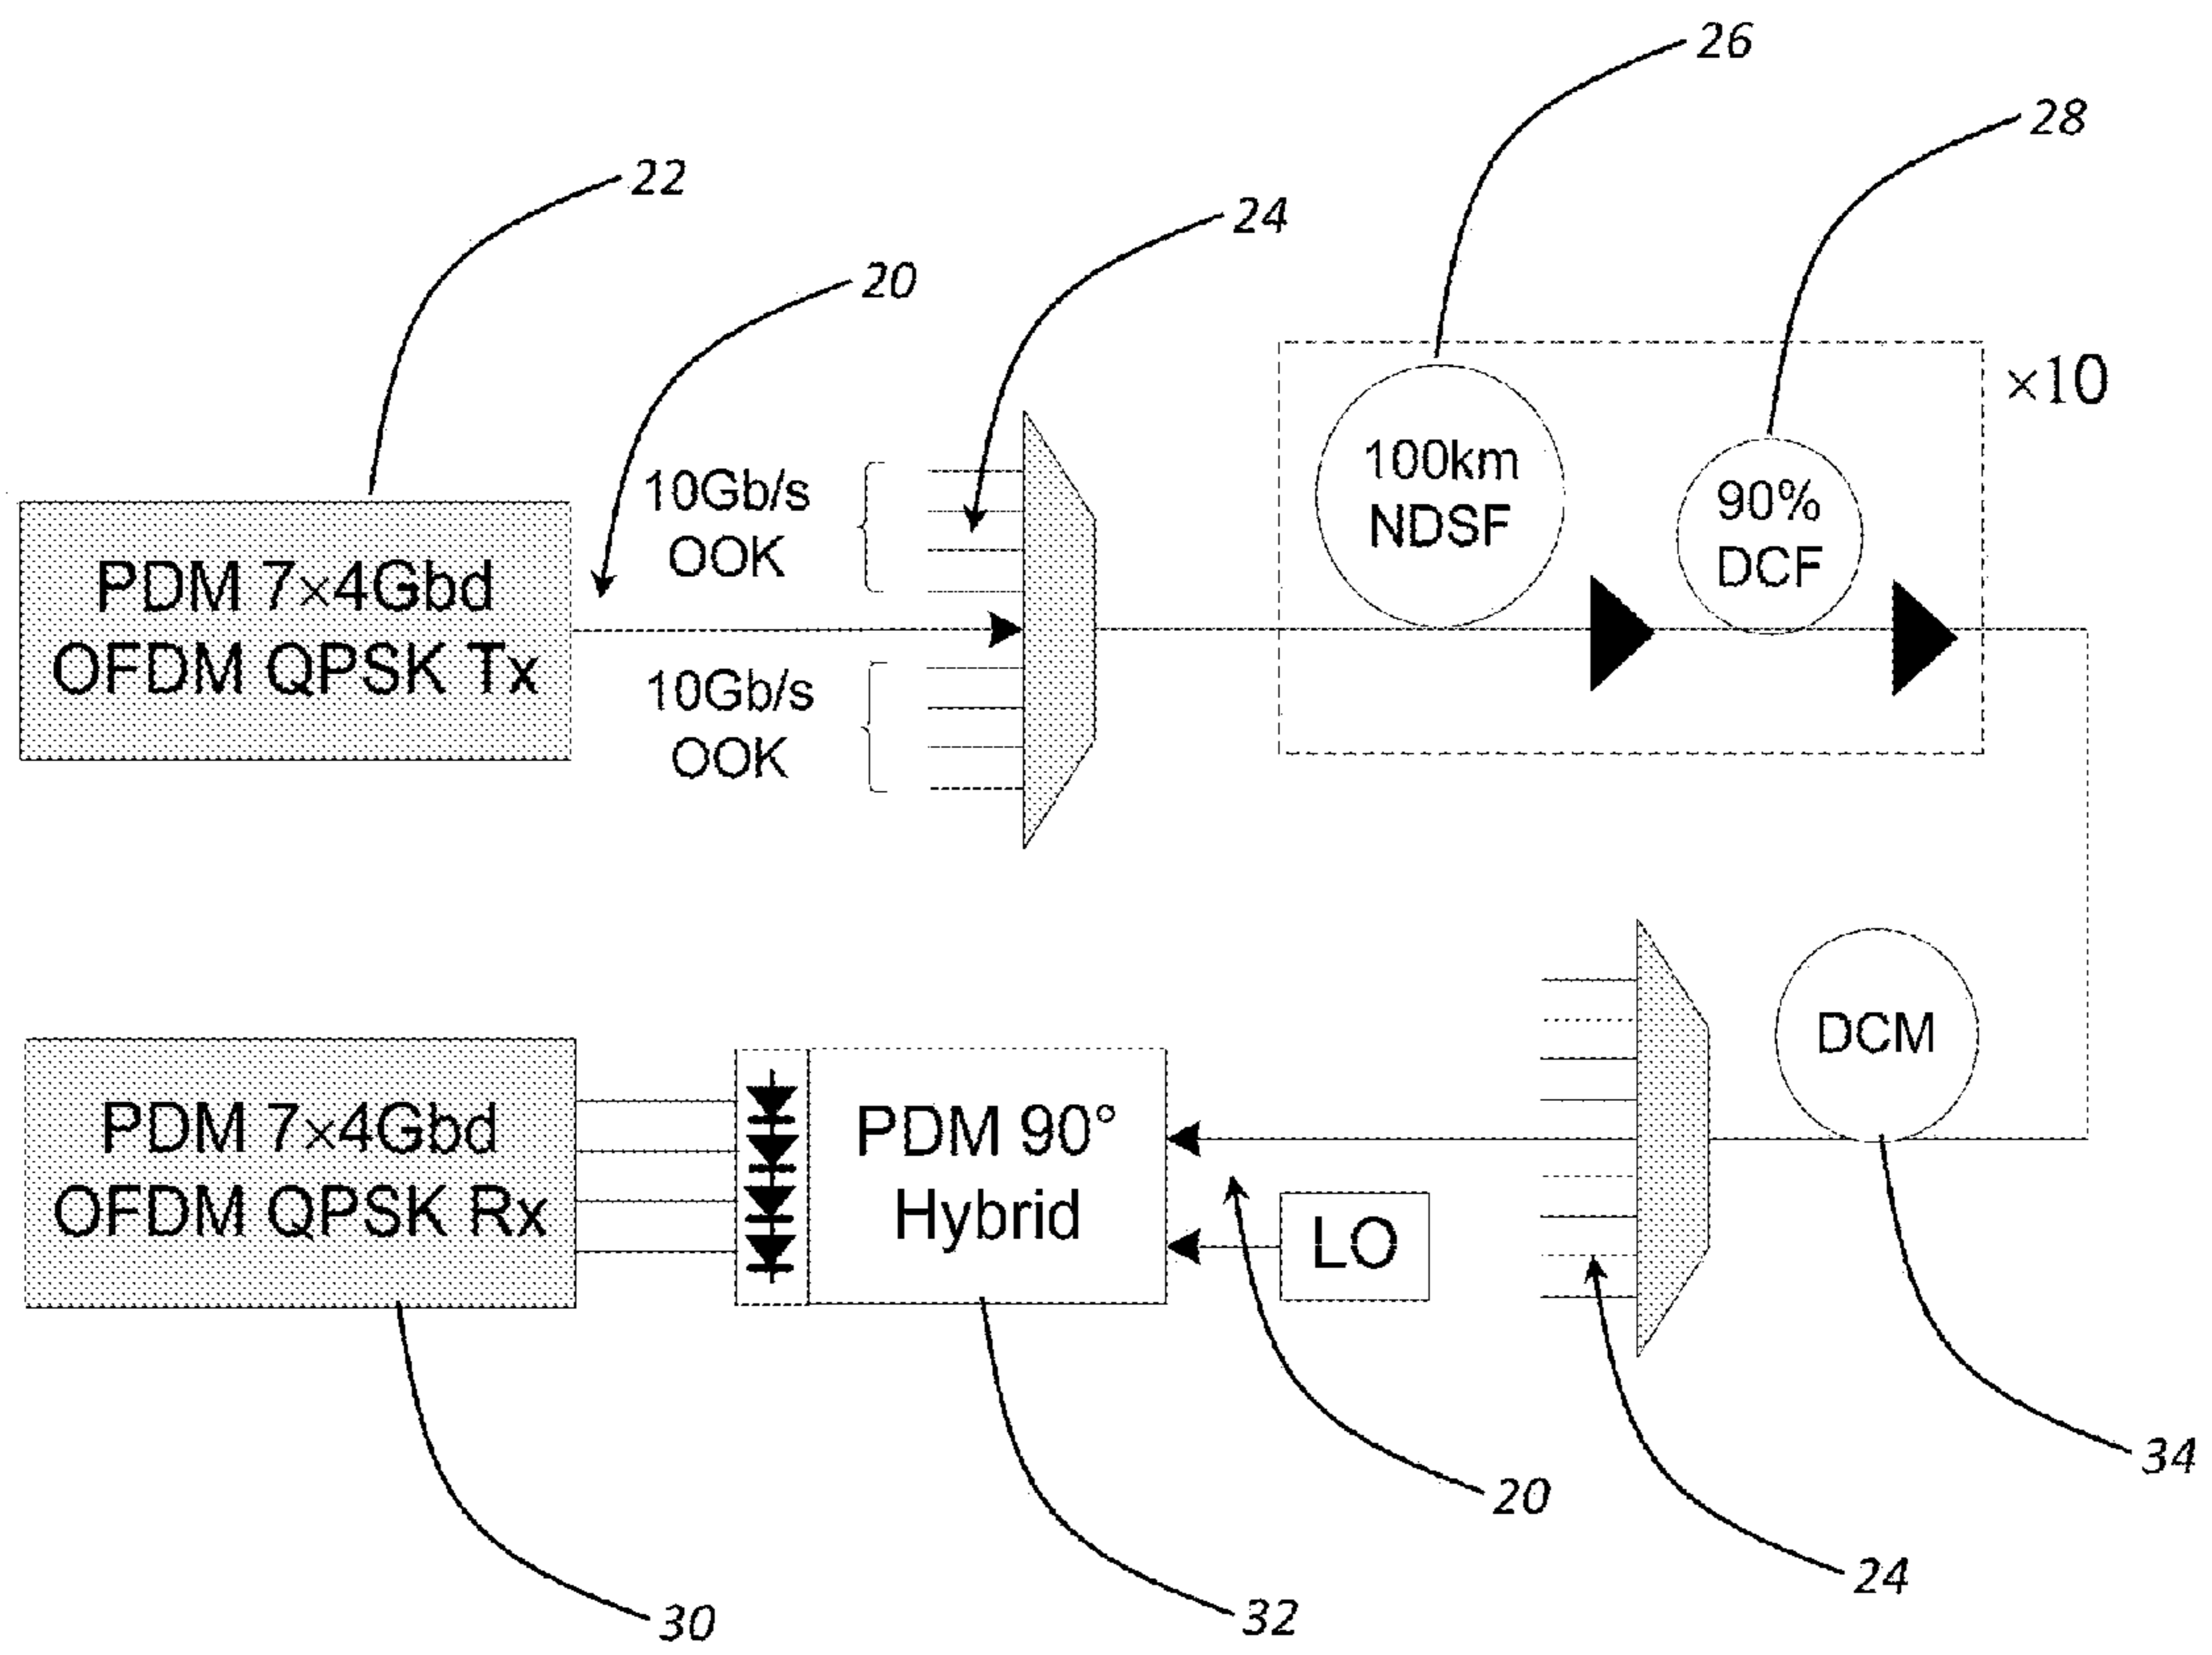 26
28
22
24
20
×10
10Gb/s
OOK
100km
NDSF
90%
DCF
PDM 7×4Gbd
OFDM QPSK Tx
10Gb/s
OOK
DCM
PDM 7×4Gbd
OFDM QPSK Rx
PDM 90°
Hybrid
LO
34
20
24
30
32